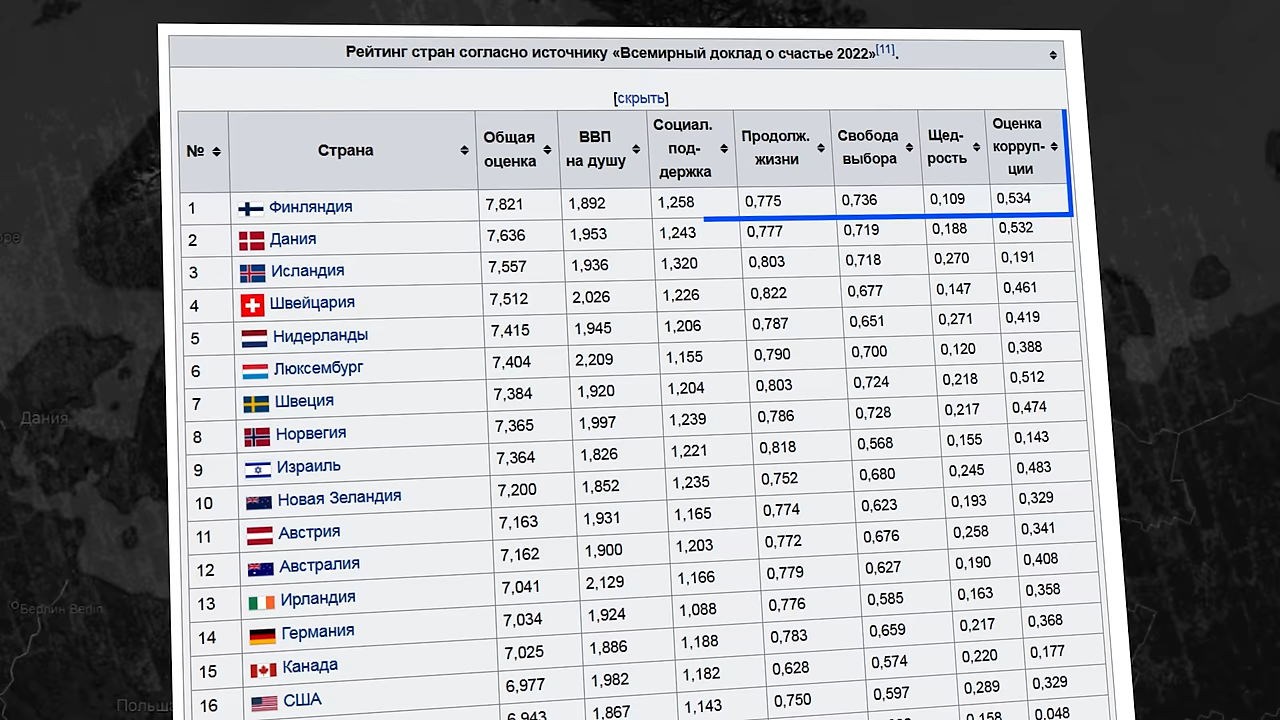 Рейтинг стран согласно источнику «Всемирный доклад о счастье 2022»[11].
[скрыть]
№ Страна Общая оценка ВВП на душу Социал. под-держка Продолж. жизни Свобода выбора Щед-рость Оценка корруп-ции
1 Финляндия 7,821 1,892 1,258 0,775 0,736 0,109 0,534
2 Дания 7,636 1,953 1,243 0,777 0,719 0,188 0,532
3 Исландия 7,557 1,936 1,320 0,803 0,718 0,270 0,191
4 Швейцария 7,512 2,026 1,226 0,822 0,677 0,147 0,461
5 Нидерланды 7,415 1,945 1,206 0,787 0,651 0,271 0,419
6 Люксембург 7,404 2,209 1,155 0,790 0,700 0,120 0,388
7 Швеция 7,384 1,920 1,204 0,803 0,724 0,218 0,512
8 Норвегия 7,365 1,997 1,239 0,786 0,728 0,217 0,474
9 Израиль 7,364 1,826 1,221 0,818 0,568 0,155 0,143
10 Новая Зеландия 7,200 1,852 1,235 0,752 0,680 0,245 0,483
11 Австрия 7,163 1,931 1,165 0,774 0,623 0,193 0,329
12 Австралия 7,162 1,900 1,203 0,772 0,676 0,258 0,341
13 Ирландия 7,041 2,129 1,166 0,779 0,627 0,190 0,408
14 Германия 7,034 1,924 1,088 0,776 0,585 0,163 0,358
15 Канада 7,025 1,886 1,188 0,783 0,659 0,217 0,368
16 США 6,977 1,982 1,182 0,628 0,574 0,220 0,177
6,943 1,867 1,143 0,750 0,597 0,289 0,329
0,158 0,048
Дания
Берлин Berlin
Польша